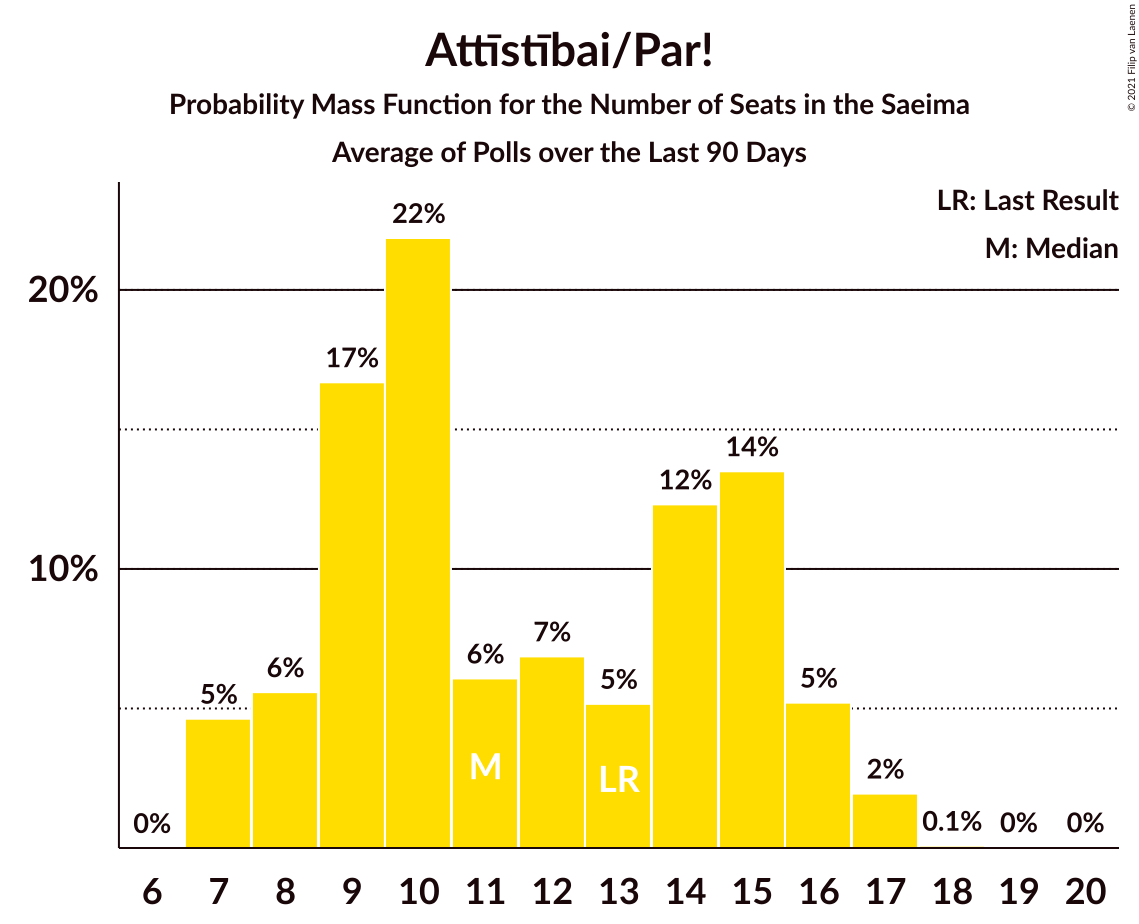 Attīstībai/Par!
Probability Mass Function for the Number of Seats in the Saeima
Average of Polls over the Last 90 Days
© 2021 Filip van Laenen
LR: Last Result
M: Median
22%
20%
17%
14%
12%
10%
7%
6%
6%
5%
5%
5%
M
LR
2%
0%
0.1%
0%
0%
6 7 8 9 10 11 12 13 14 15 16 17 18 19 20